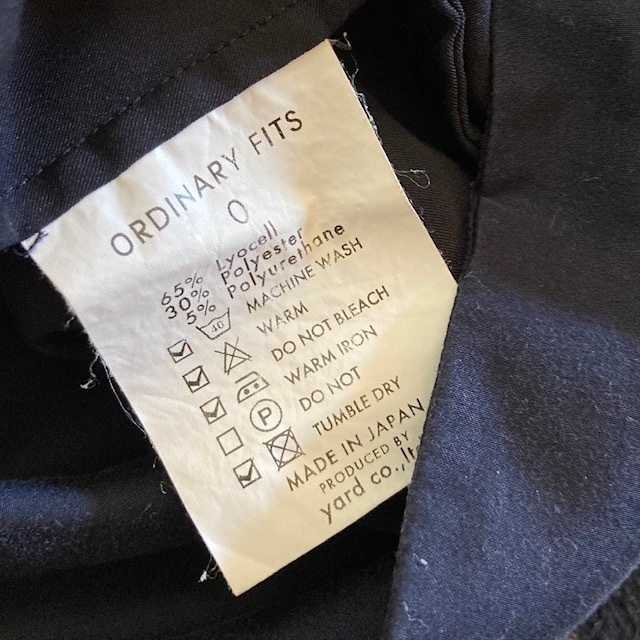 ORDINARY FITS
0
65% Lyocell
30% Polyester
5% Polyurethane
40 MACHINE WASH
WARM
DO NOT BLEACH
WARM IRON
P DO NOT
TUMBLE DRY
MADE IN JAPAN
PRODUCED BY
yard co.,lt